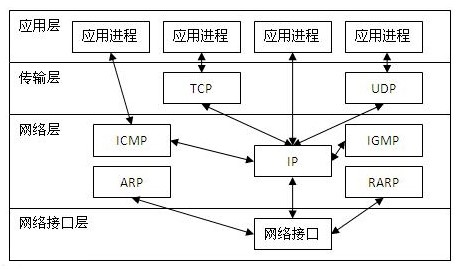 应用层
应用进程
应用进程
应用进程
应用进程
传输层
TCP
UDP
网络层
ICMP
IP
IGMP
ARP
RARP
网络接口层
网络接口